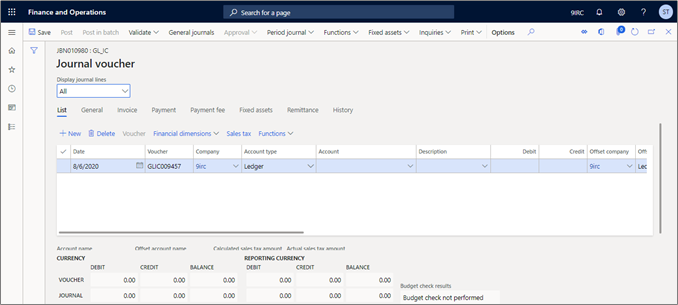 Finance and Operations Search for a page 9IRC ? ST
Save Post Post in batch Validate General journals Approval Period journal Functions Fixed assets Inquiries Print Options 0
JBN010980 : GL_IC
Journal voucher
Display journal lines
All
List General Invoice Payment Payment fee Fixed assets Remittance History
New Delete Voucher Financial dimensions Sales tax Functions
Date Voucher Company Account type Account Description Debit Credit Offset company Off
8/6/2020 GLIC009457 9irc Ledger 9irc Led
Account name Offset account name Calculated sales tax amount Actual sales tax amount
CURRENCY REPORTING CURRENCY
DEBIT CREDIT BALANCE DEBIT CREDIT BALANCE
Budget check results
VOUCHER 0.00 0.00 0.00 0.00 0.00 0.00
JOURNAL 0.00 0.00 0.00 0.00 0.00 0.00
Budget check not performed